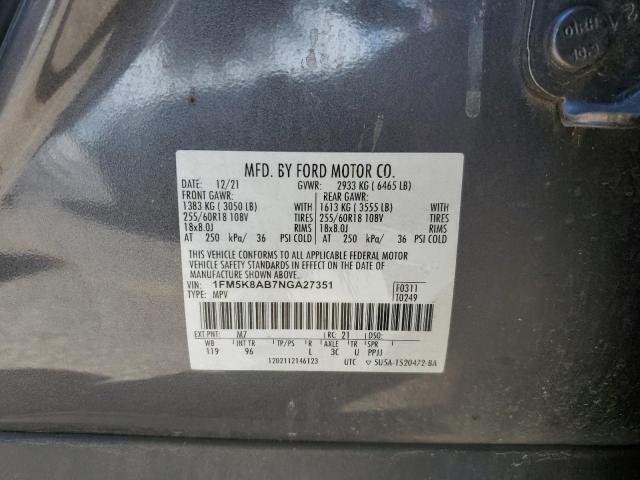 MFD. BY FORD MOTOR CO.
DATE: 12/21 GVWR: 2933 KG ( 6465 LB)
FRONT GAWR: REAR GAWR:
1383 KG ( 3050 LB) WITH 1613 KG ( 3555 LB) WITH
255/60R18 108V TIRES 255/60R18 108V TIRES
18x8.0J RIMS 18x8.0J RIMS
AT 250 kPa/ 36 PSI COLD AT 250 kPa/ 36 PSI COLD
THIS VEHICLE CONFORMS TO ALL APPLICABLE FEDERAL MOTOR
VEHICLE SAFETY AND THEFT PREVENTION STANDARDS IN EFFECT ON THE DATE OF
MANUFACTURE SHOWN ABOVE.
VIN: 1FM5K8AB7NGA27351 F0311
TYPE: MPV T0249
EXT PNT: M7 RC: 21 DSO:
WB INT TR TP/PS R AXLE TR SPR
119 96 L 3C U PPJJ
1202112146123 UTC SU5A-1520472-BA